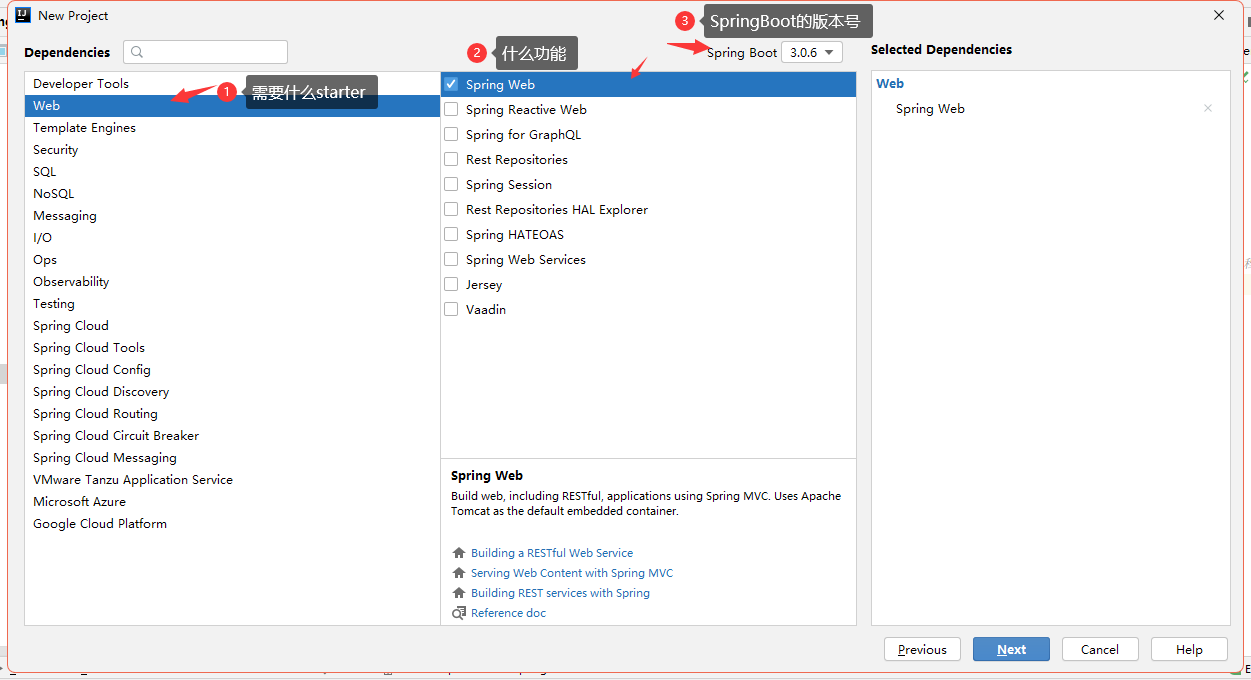 New Project
3 SpringBoot的版本号
Dependencies
2 什么功能
Spring Boot 3.0.6
Selected Dependencies
Developer Tools
Web
1 需要什么starter
Template Engines
Security
SQL
NoSQL
Messaging
I/O
Ops
Observability
Testing
Spring Cloud
Spring Cloud Tools
Spring Cloud Config
Spring Cloud Discovery
Spring Cloud Routing
Spring Cloud Circuit Breaker
Spring Cloud Messaging
VMware Tanzu Application Service
Microsoft Azure
Google Cloud Platform
Spring Web
Spring Reactive Web
Spring for GraphQL
Rest Repositories
Spring Session
Rest Repositories HAL Explorer
Spring HATEOAS
Spring Web Services
Jersey
Vaadin
Spring Web
Build web, including RESTful, applications using Spring MVC. Uses Apache
Tomcat as the default embedded container.
Building a RESTful Web Service
Serving Web Content with Spring MVC
Building REST services with Spring
Reference doc
Web
Spring Web
Previous
Next
Cancel
Help